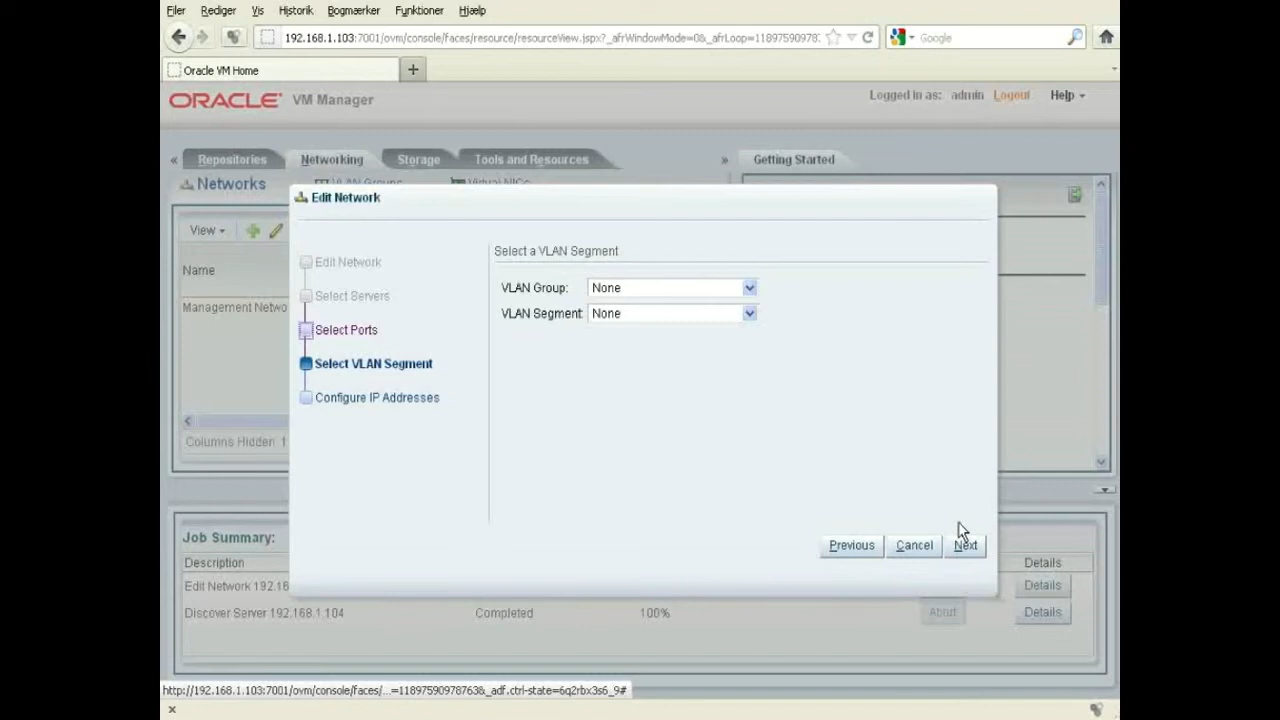 Filer Rediger Vis Historik Bogmærker Funktioner Hjælp
192.168.1.103:7001/ovm/console/faces/resource/resourceView.jspx?_afrWindowMode=0&_afrLoop=11897590978 Google
Oracle VM Home +
ORACLE VM Manager Logged in as: admin Logout Help
« Repositories Networking Storage Tools and Resources » Getting Started
Networks VLAN Groups Virtual NICs
Edit Network
View
Select a VLAN Segment
Edit Network
Name
VLAN Group: None
Select Servers
Management Netwo
VLAN Segment: None
Select Ports
Select VLAN Segment
Configure IP Addresses
Columns Hidden 1
Previous Cancel Next
Job Summary:
Description Details
Edit Network 192.16 Details
Discover Server 192.168.1.104 Completed 100% Abort Details
http://192.168.1.103:7001/ovm/console/faces/...=11897590978763&_adf.ctrl-state=6q2rbx3s6_9#